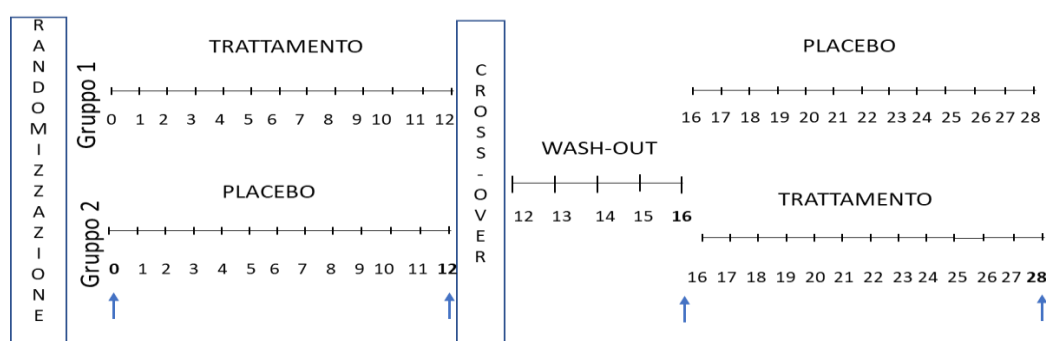 RANDOMIZZAZIONE
Gruppo 1
TRATTAMENTO
0 1 2 3 4 5 6 7 8 9 10 11 12
Gruppo 2
PLACEBO
0 1 2 3 4 5 6 7 8 9 10 11 12
CROSS-OVER
WASH-OUT
12 13 14 15 16
PLACEBO
16 17 18 19 20 21 22 23 24 25 26 27 28
TRATTAMENTO
16 17 18 19 20 21 22 23 24 25 26 27 28